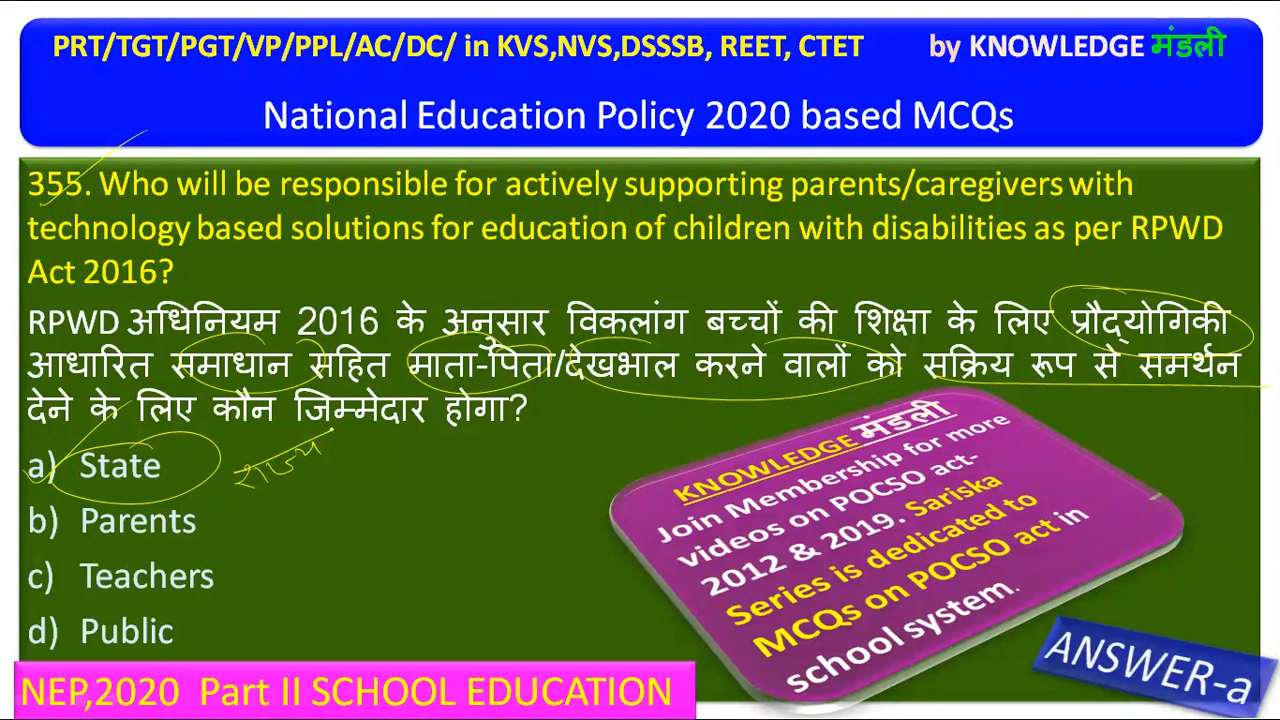 PRT/TGT/PGT/VP/PPL/AC/DC/ in KVS,NVS,DSSSB, REET, CTET by KNOWLEDGE मंडली
National Education Policy 2020 based MCQs
355. Who will be responsible for actively supporting parents/caregivers with
technology based solutions for education of children with disabilities as per RPWD
Act 2016?
RPWD अधिनियम 2016 के अनुसार विकलांग बच्चों की शिक्षा के लिए प्रौद्योगिकी
आधारित समाधान सहित माता-पिता/देखभाल करने वालों को सक्रिय रूप से समर्थन
देने के लिए कौन जिम्मेदार होगा?
a) State राज्य
b) Parents
c) Teachers
d) Public
KNOWLEDGE मंडली
Join Membership for more
videos on POCSO act-
2012 & 2019. Sariska
Series is dedicated to
MCQs on POCSO act in
school system.
ANSWER-a
NEP,2020 Part II SCHOOL EDUCATION